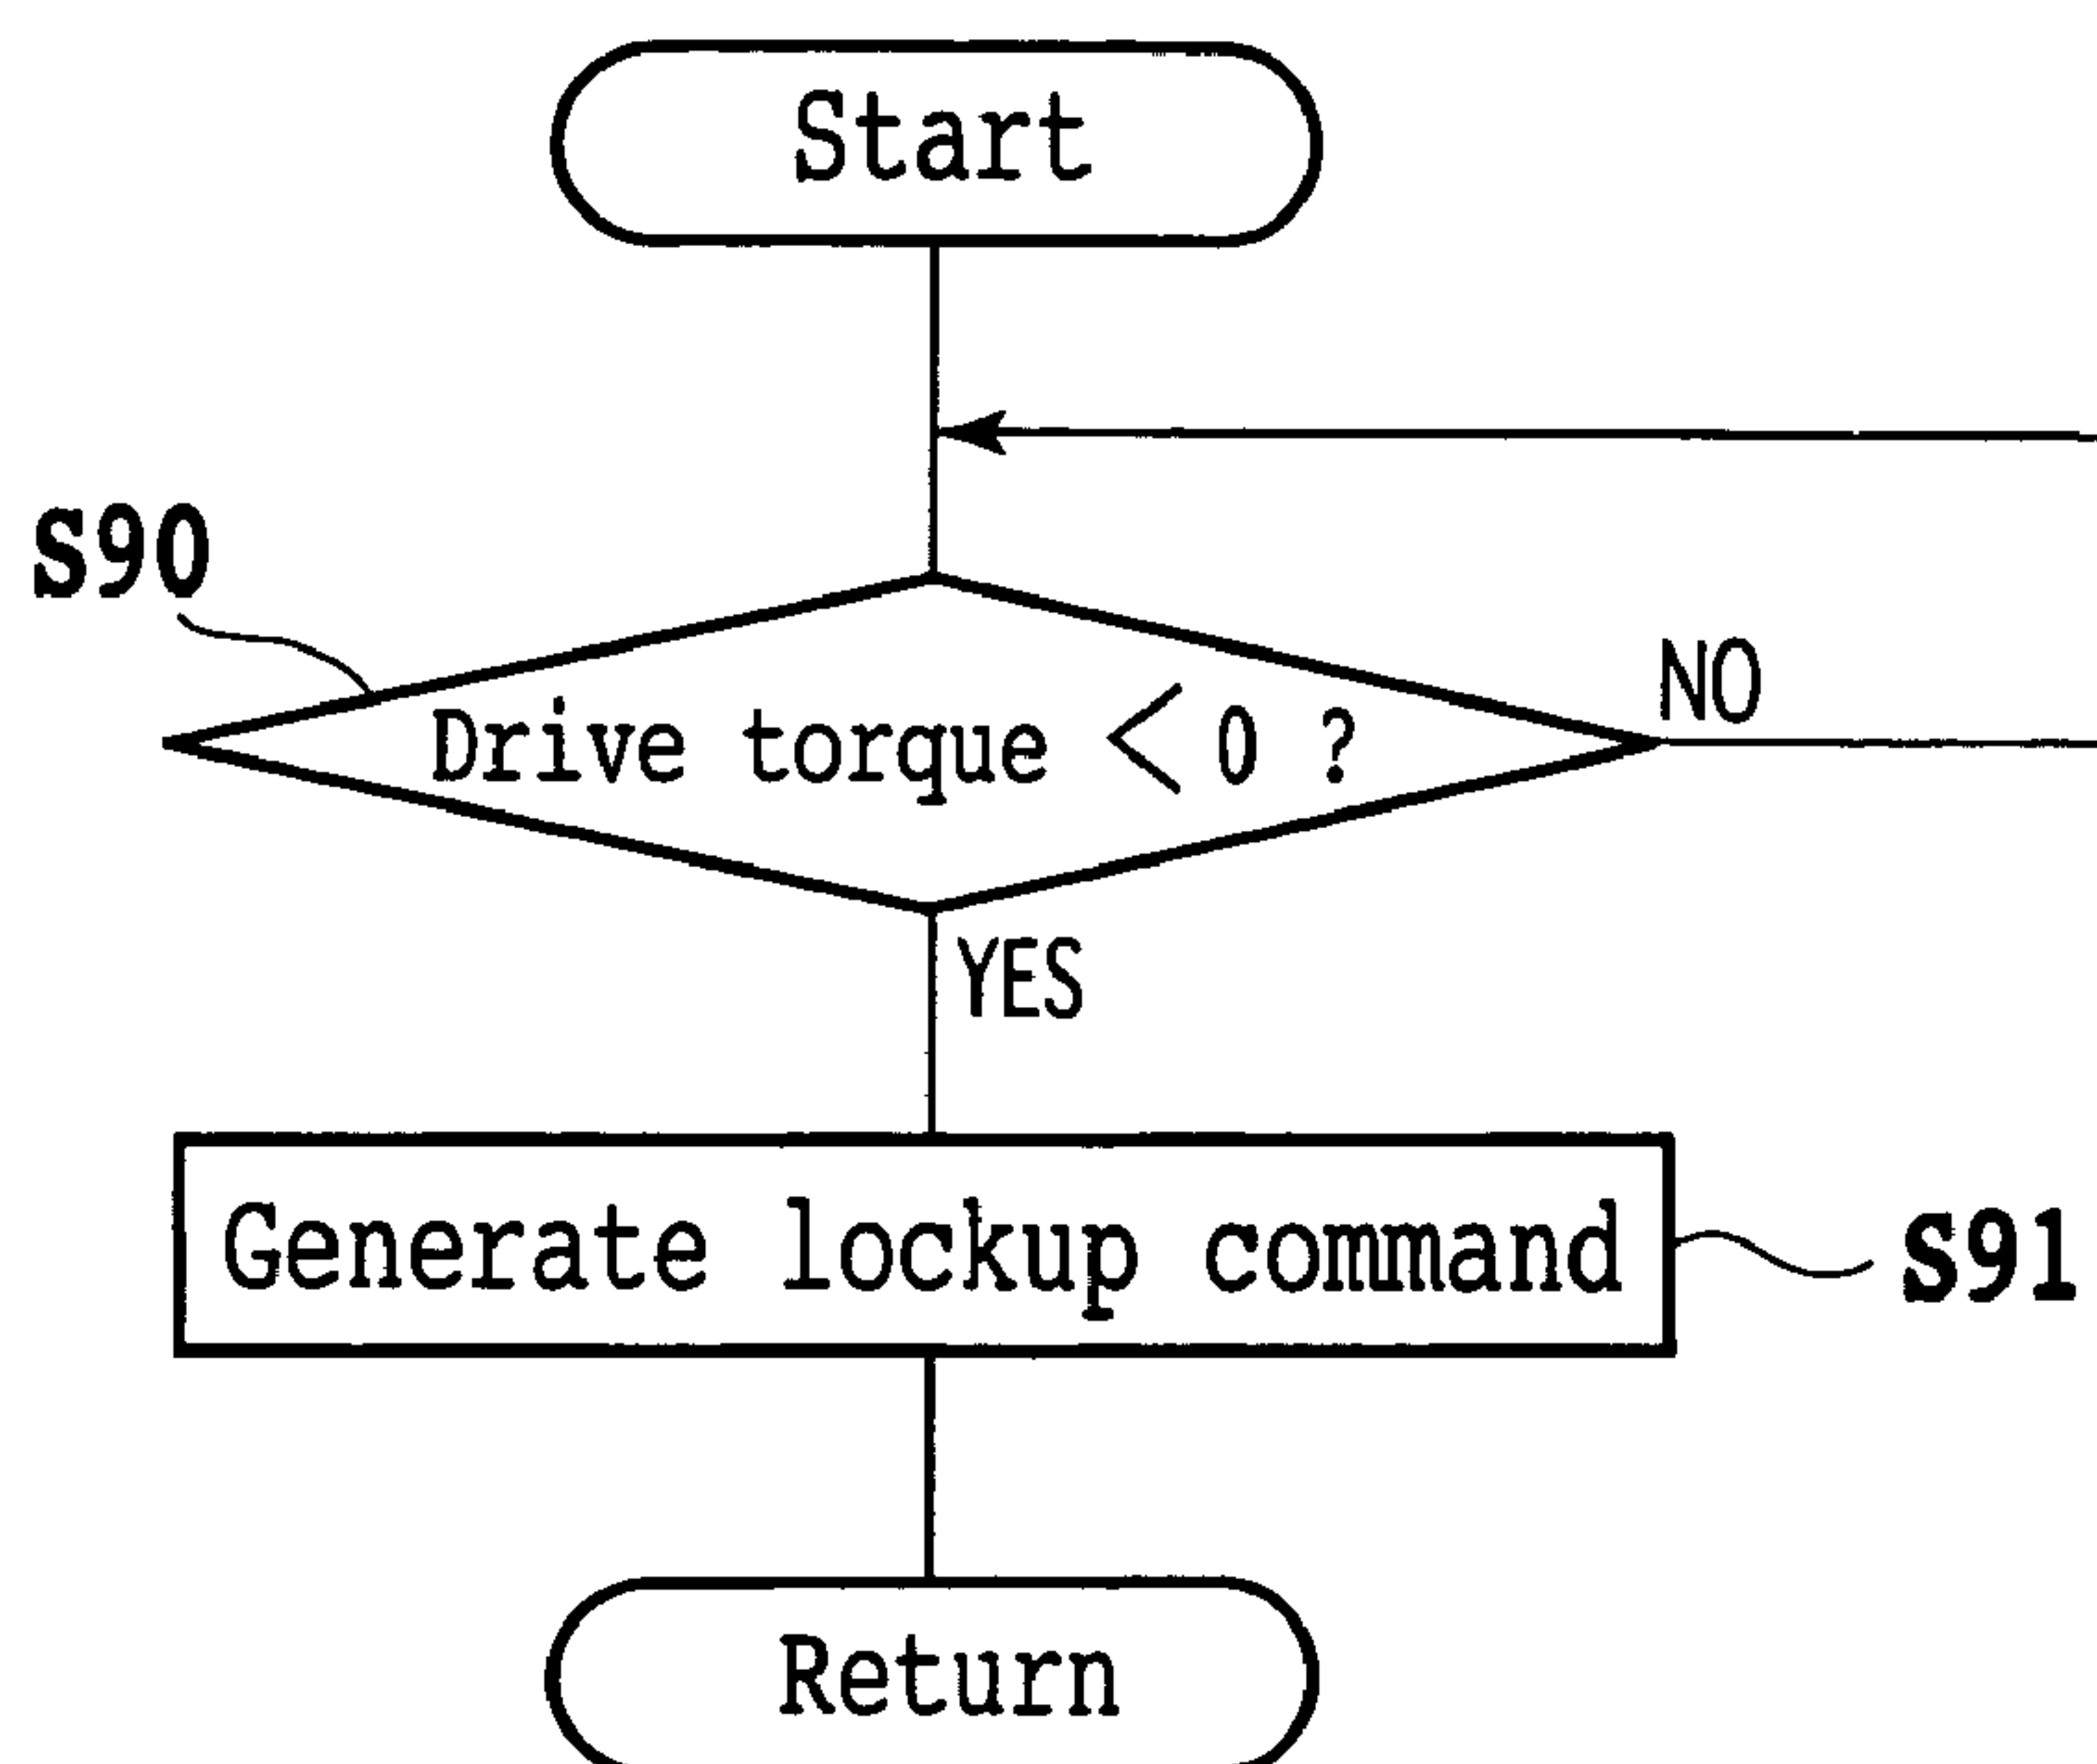 Start
S90
NO
Drive torque < 0 ?
YES
Generate lockup command
S91
Return